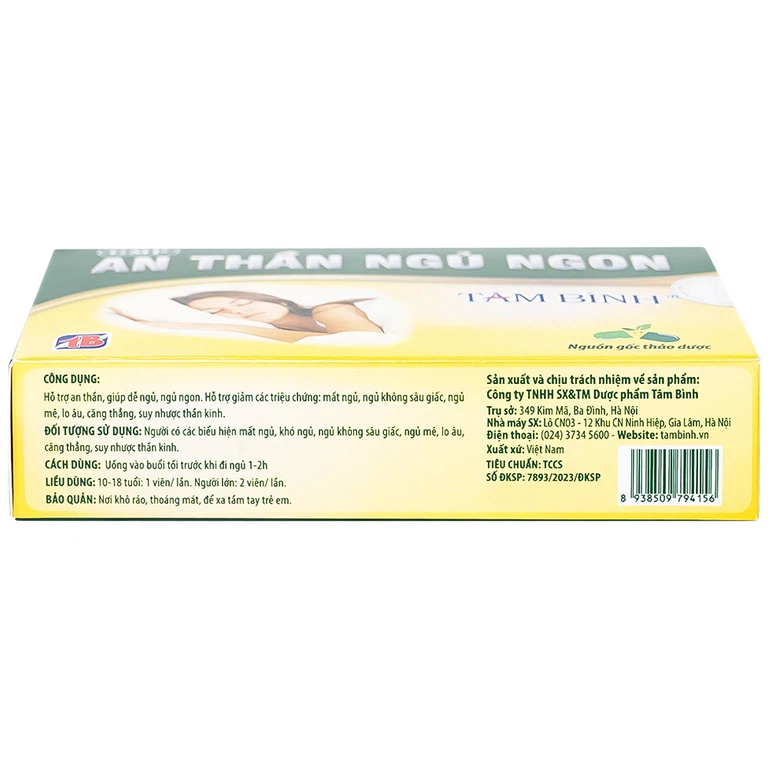 AN THẦN NGỦ NGON
TÂM BÌNH®
TB
Nguồn gốc thảo dược
CÔNG DỤNG:
Hỗ trợ an thần, giúp dễ ngủ, ngủ ngon. Hỗ trợ giảm các triệu chứng: mất ngủ, ngủ không sâu giấc, ngủ
mê, lo âu, căng thẳng, suy nhược thần kinh.
ĐỐI TƯỢNG SỬ DỤNG: Người có các biểu hiện mất ngủ, khó ngủ, ngủ không sâu giấc, ngủ mê, lo âu,
căng thẳng, suy nhược thần kinh.
CÁCH DÙNG: Uống vào buổi tối trước khi đi ngủ 1-2h
LIỀU DÙNG: 10-18 tuổi: 1 viên/ lần. Người lớn: 2 viên/ lần.
BẢO QUẢN: Nơi khô ráo, thoáng mát, để xa tầm tay trẻ em.
Sản xuất và chịu trách nhiệm về sản phẩm:
Công ty TNHH SX&TM Dược phẩm Tâm Bình
Trụ sở: 349 Kim Mã, Ba Đình, Hà Nội
Nhà máy SX: Lô CN03 - 12 Khu CN Ninh Hiệp, Gia Lâm, Hà Nội
Điện thoại: (024) 3734 5600 - Website: tambinh.vn
Xuất xứ: Việt Nam
TIÊU CHUẨN: TCCS
SỐ ĐKSP: 7893/2023/ĐKSP
8 938509 794156